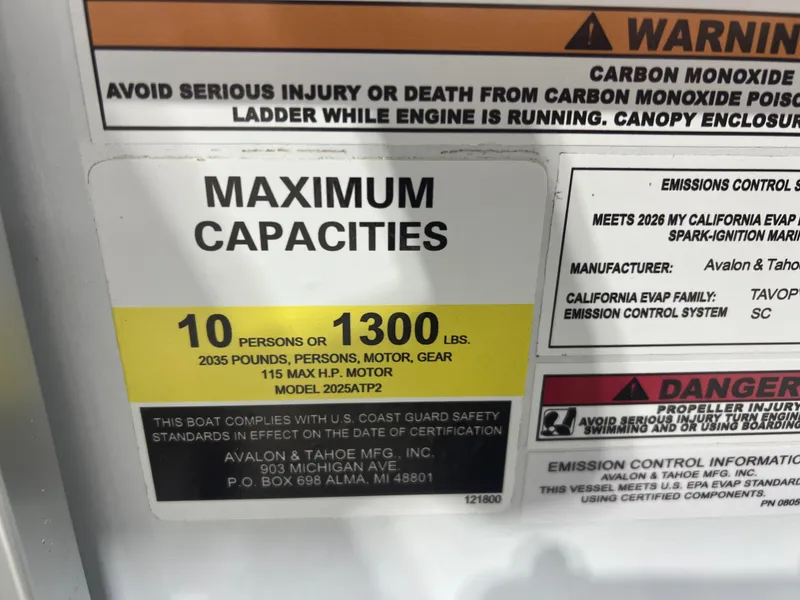 WARNIN
CARBON MONOXIDE
AVOID SERIOUS INJURY OR DEATH FROM CARBON MONOXIDE POISO
LADDER WHILE ENGINE IS RUNNING. CANOPY ENCLOSUR
MAXIMUM
CAPACITIES
10 PERSONS OR 1300 LBS.
2035 POUNDS, PERSONS, MOTOR, GEAR
115 MAX H.P. MOTOR
MODEL 2025ATP2
THIS BOAT COMPLIES WITH U.S. COAST GUARD SAFETY
STANDARDS IN EFFECT ON THE DATE OF CERTIFICATION
AVALON & TAHOE MFG., INC.
903 MICHIGAN AVE.
P.O. BOX 698 ALMA, MI 48801
121800
EMISSIONS CONTROL S
MEETS 2026 MY CALIFORNIA EVAP
SPARK-IGNITION MARI
MANUFACTURER: Avalon & Taho
CALIFORNIA EVAP FAMILY: TAVOP
EMISSION CONTROL SYSTEM SC
DANGER
PROPELLER INJURY
AVOID SERIOUS INJURY TURN ENGIN
SWIMMING AND OR USING BOARDING
EMISSION CONTROL INFORMATIO
AVALON & TAHOE MFG. INC.
THIS VESSEL MEETS U.S. EPA EVAP STANDARD
USING CERTIFIED COMPONENTS.
PN 0805